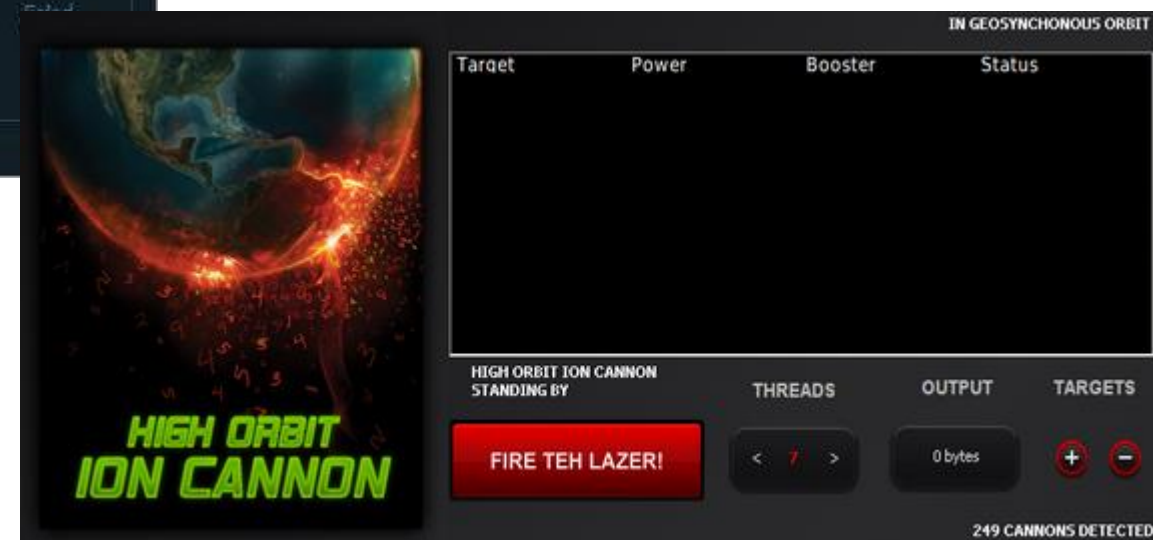 Failed
IN GEOSYNCHONOUS ORBIT
Target Power Booster Status
HIGH ORBIT
ION CANNON
HIGH ORBIT ION CANNON
STANDING BY
THREADS OUTPUT TARGETS
FIRE TEH LAZER!
< 7 >
0 bytes
+ −
249 CANNONS DETECTED